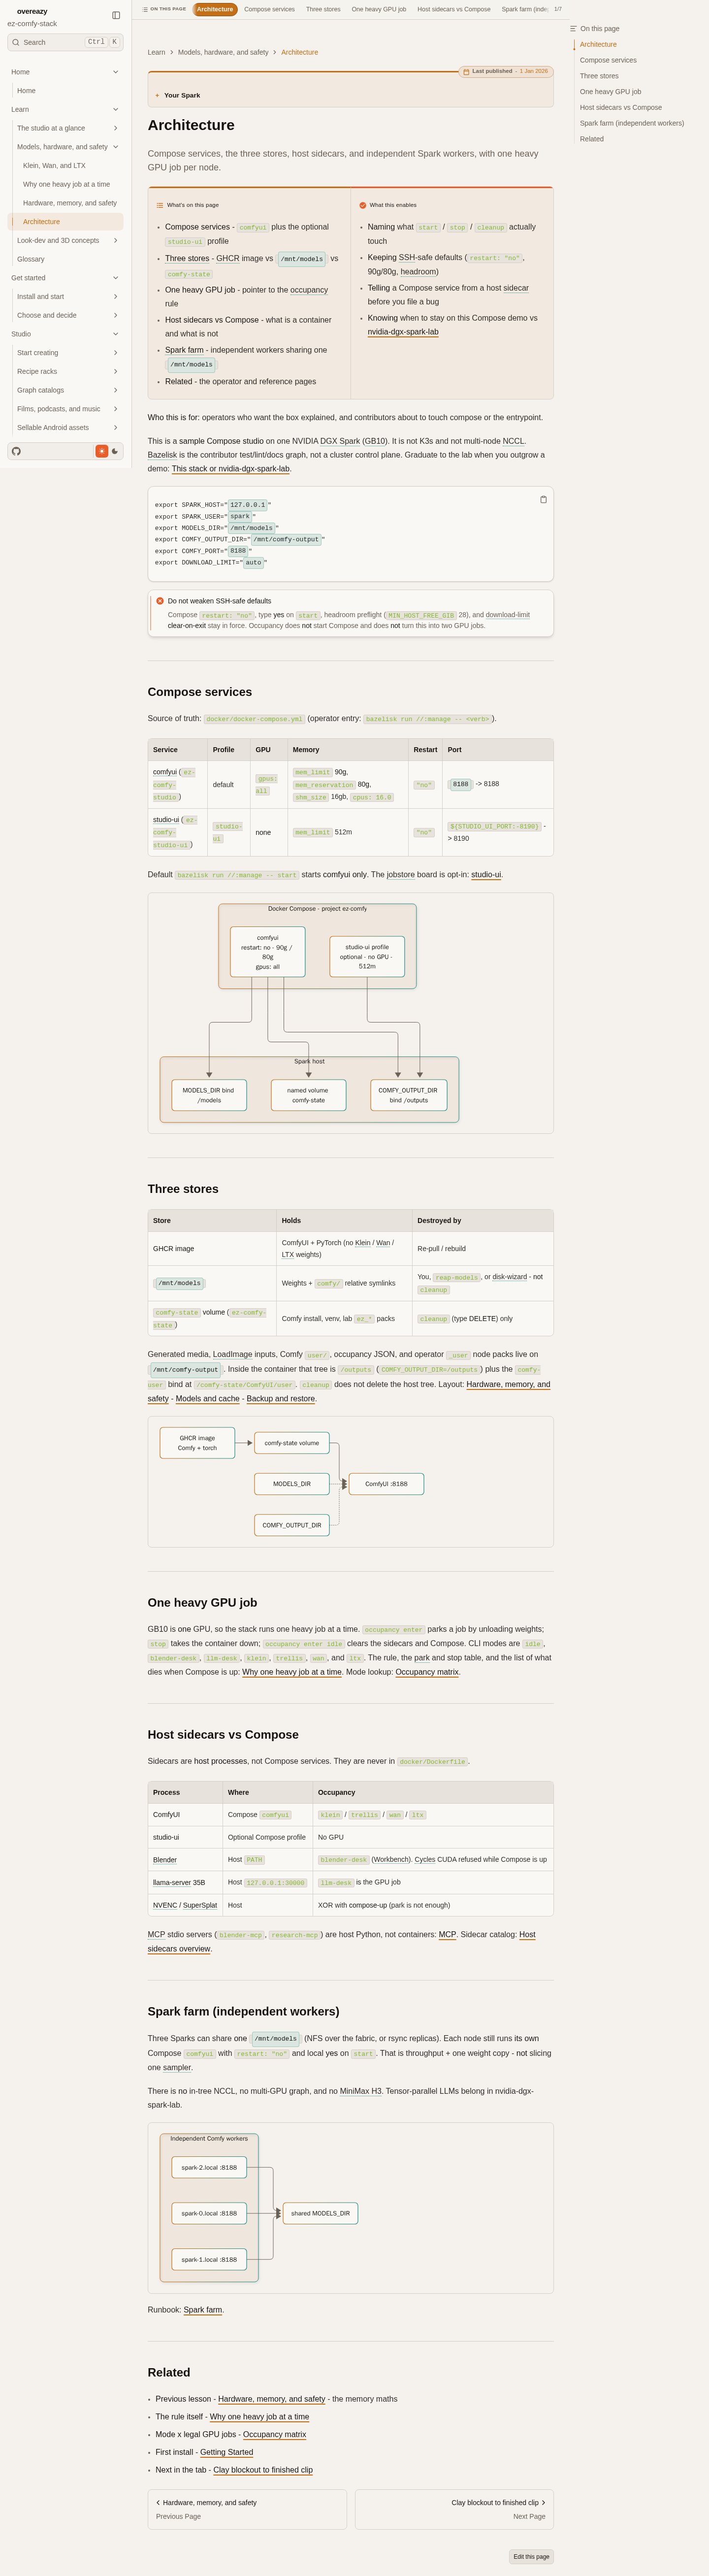 overeazy
ez-comfy-stack
Search Ctrl K
Home
Home
Learn
The studio at a glance
Models, hardware, and safety
Klein, Wan, and LTX
Why one heavy job at a time
Hardware, memory, and safety
Architecture
Look-dev and 3D concepts
Glossary
Get started
Install and start
Choose and decide
Studio
Start creating
Recipe racks
Graph catalogs
Films, podcasts, and music
Sellable Android assets
ON THIS PAGE Architecture Compose services Three stores One heavy GPU job Host sidecars vs Compose Spark farm (inde 1/7
Learn > Models, hardware, and safety > Architecture
Last published - 1 Jan 2026
+ Your Spark
Architecture
Compose services, the three stores, host sidecars, and independent Spark workers, with one heavy
GPU job per node.
What's on this page
Compose services - comfyui plus the optional
studio-ui profile
Three stores - GHCR image vs /mnt/models vs
comfy-state
One heavy GPU job - pointer to the occupancy
rule
Host sidecars vs Compose - what is a container
and what is not
Spark farm - independent workers sharing one
/mnt/models
Related - the operator and reference pages
What this enables
Naming what start / stop / cleanup actually
touch
Keeping SSH-safe defaults (restart: "no",
90g/80g, headroom)
Telling a Compose service from a host sidecar
before you file a bug
Knowing when to stay on this Compose demo vs
nvidia-dgx-spark-lab
Who this is for: operators who want the box explained, and contributors about to touch compose or the entrypoint.
This is a sample Compose studio on one NVIDIA DGX Spark (GB10). It is not K3s and not multi-node NCCL.
Bazelisk is the contributor test/lint/docs graph, not a cluster control plane. Graduate to the lab when you outgrow a
demo: This stack or nvidia-dgx-spark-lab.
export SPARK_HOST="127.0.0.1"
export SPARK_USER="spark"
export MODELS_DIR="/mnt/models"
export COMFY_OUTPUT_DIR="/mnt/comfy-output"
export COMFY_PORT="8188"
export DOWNLOAD_LIMIT="auto"
Do not weaken SSH-safe defaults
Compose restart: "no", type yes on start, headroom preflight (MIN_HOST_FREE_GIB 28), and download-limit
clear-on-exit stay in force. Occupancy does not start Compose and does not turn this into two GPU jobs.
Compose services
Source of truth: docker/docker-compose.yml (operator entry: bazelisk run //:manage -- <verb>).
Service Profile GPU Memory Restart Port
comfyui (ez-comfy-studio) default gpus: all mem_limit 90g, mem_reservation 80g, shm_size 16gb, cpus: 16.0 "no" 8188 -> 8188
studio-ui (ez-comfy-studio-ui) studio-ui none mem_limit 512m "no" ${STUDIO_UI_PORT:-8190} -> 8190
Default bazelisk run //:manage -- start starts comfyui only. The jobstore board is opt-in: studio-ui.
Docker Compose - project ez-comfy
comfyui
restart: no - 90g /
80g
gpus: all
studio-ui profile
optional - no GPU -
512m
Spark host
MODELS_DIR bind
/models
named volume
comfy-state
COMFY_OUTPUT_DIR
bind /outputs
Three stores
Store Holds Destroyed by
GHCR image ComfyUI + PyTorch (no Klein / Wan / LTX weights) Re-pull / rebuild
/mnt/models Weights + comfy/ relative symlinks You, reap-models, or disk-wizard - not cleanup
comfy-state volume (ez-comfy-state) Comfy install, venv, lab ez_* packs cleanup (type DELETE) only
Generated media, LoadImage inputs, Comfy user/, occupancy JSON, and operator _user node packs live on
/mnt/comfy-output. Inside the container that tree is /outputs (COMFY_OUTPUT_DIR=/outputs) plus the comfy-
user bind at /comfy-state/ComfyUI/user. cleanup does not delete the host tree. Layout: Hardware, memory, and
safety - Models and cache - Backup and restore.
GHCR image
Comfy + torch
comfy-state volume
MODELS_DIR
ComfyUI :8188
COMFY_OUTPUT_DIR
One heavy GPU job
GB10 is one GPU, so the stack runs one heavy job at a time. occupancy enter parks a job by unloading weights;
stop takes the container down; occupancy enter idle clears the sidecars and Compose. CLI modes are idle,
blender-desk, llm-desk, klein, trellis, wan, and ltx. The rule, the park and stop table, and the list of what
dies when Compose is up: Why one heavy job at a time. Mode lookup: Occupancy matrix.
Host sidecars vs Compose
Sidecars are host processes, not Compose services. They are never in docker/Dockerfile.
Process Where Occupancy
ComfyUI Compose comfyui klein / trellis / wan / ltx
studio-ui Optional Compose profile No GPU
Blender Host PATH blender-desk (Workbench). Cycles CUDA refused while Compose is up
llama-server 35B Host 127.0.0.1:30000 llm-desk is the GPU job
NVENC / SuperSplat Host XOR with compose-up (park is not enough)
MCP stdio servers (blender-mcp, research-mcp) are host Python, not containers: MCP. Sidecar catalog: Host
sidecars overview.
Spark farm (independent workers)
Three Sparks can share one /mnt/models (NFS over the fabric, or rsync replicas). Each node still runs its own
Compose comfyui with restart: "no" and local yes on start. That is throughput + one weight copy - not slicing
one sampler.
There is no in-tree NCCL, no multi-GPU graph, and no MiniMax H3. Tensor-parallel LLMs belong in nvidia-dgx-
spark-lab.
Independent Comfy workers
spark-2.local :8188
spark-0.local :8188
shared MODELS_DIR
spark-1.local :8188
Runbook: Spark farm.
Related
Previous lesson - Hardware, memory, and safety - the memory maths
The rule itself - Why one heavy job at a time
Mode x legal GPU jobs - Occupancy matrix
First install - Getting Started
Next in the tab - Clay blockout to finished clip
Hardware, memory, and safety
Previous Page
Clay blockout to finished clip
Next Page
Edit this page
On this page
Architecture
Compose services
Three stores
One heavy GPU job
Host sidecars vs Compose
Spark farm (independent workers)
Related